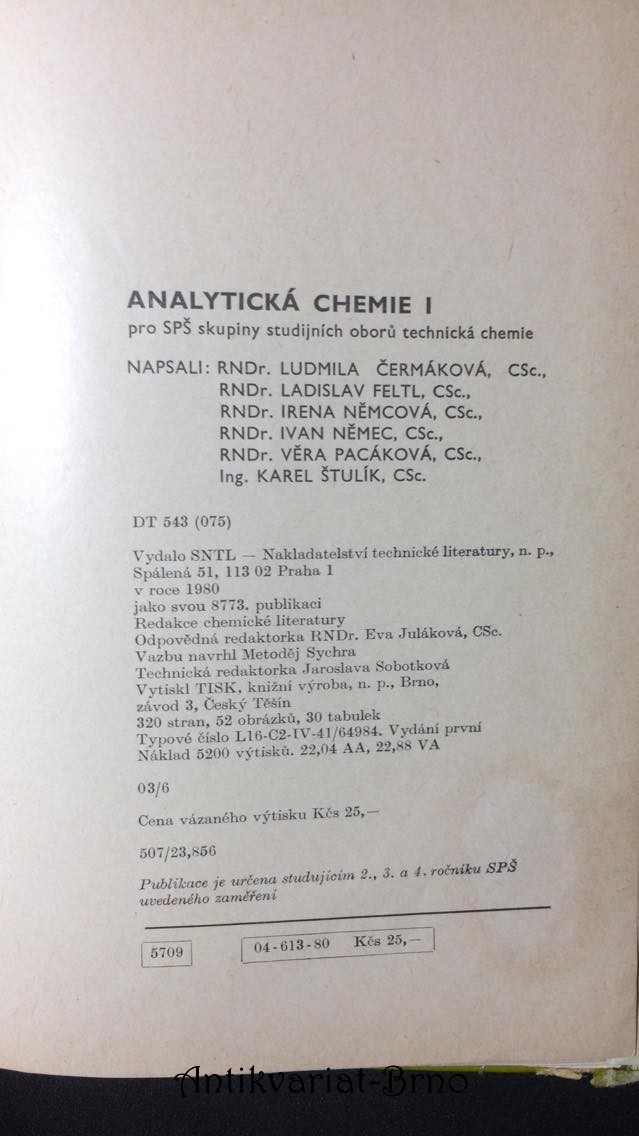 ANALYTICKÁ CHEMIE I
pro SPŠ skupiny studijních oborů technická chemie
NAPSALI: RNDr. LUDMILA ČERMÁKOVÁ, CSc.,
RNDr. LADISLAV FELTL, CSc.,
RNDr. IRENA NĚMCOVÁ, CSc.,
RNDr. IVAN NĚMEC, CSc.,
RNDr. VĚRA PACÁKOVÁ, CSc.,
Ing. KAREL ŠTULÍK, CSc.
DT 543 (075)
Vydalo SNTL — Nakladatelství technické literatury, n. p.,
Spálená 51, 113 02 Praha 1
v roce 1980
jako svou 8773. publikaci
Redakce chemické literatury
Odpovědná redaktorka RNDr. Eva Juláková, CSc.
Vazbu navrhl Metoděj Sychra
Technická redaktorka Jaroslava Sobotková
Vytiskl TISK, knižní výroba, n. p., Brno,
závod 3, Český Těšín
320 stran, 52 obrázků, 30 tabulek
Typové číslo L16-C2-IV-41/64984. Vydání první
Náklad 5200 výtisků. 22,04 AA, 22,88 VA
03/6
Cena vázaného výtisku Kčs 25,—
507/23,856
Publikace je určena studujícím 2., 3. a 4. ročníku SPŠ
uvedeného zaměření
5709 04-613-80 Kčs 25,—
Antikvariat-Brno